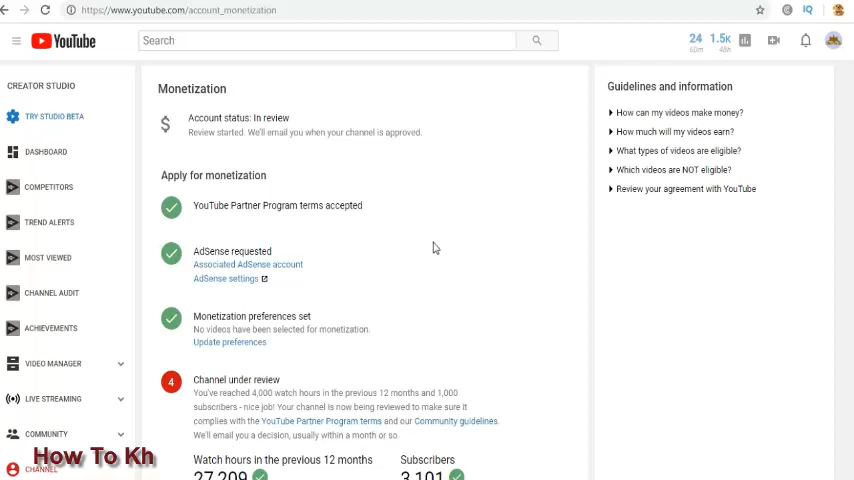 https://www.youtube.com/account_monetization
YouTube
Search
24
60m
1.5K
48h
IQ
CREATOR STUDIO
TRY STUDIO BETA
DASHBOARD
COMPETITORS
TREND ALERTS
MOST VIEWED
CHANNEL AUDIT
ACHIEVEMENTS
VIDEO MANAGER
LIVE STREAMING
COMMUNITY
CHANNEL
How To Kh
Monetization
$
Account status: In review
Review started. We'll email you when your channel is approved.
Apply for monetization
YouTube Partner Program terms accepted
AdSense requested
Associated AdSense account
AdSense settings
Monetization preferences set
No videos have been selected for monetization.
Update preferences
4
Channel under review
You've reached 4,000 watch hours in the previous 12 months and 1,000
subscribers - nice job! Your channel is now being reviewed to make sure it
complies with the YouTube Partner Program terms and our Community guidelines.
We'll email you a decision, usually within a month or so.
Watch hours in the previous 12 months
27,209
Subscribers
3,101
Guidelines and information
How can my videos make money?
How much will my videos earn?
What types of videos are eligible?
Which videos are NOT eligible?
Review your agreement with YouTube